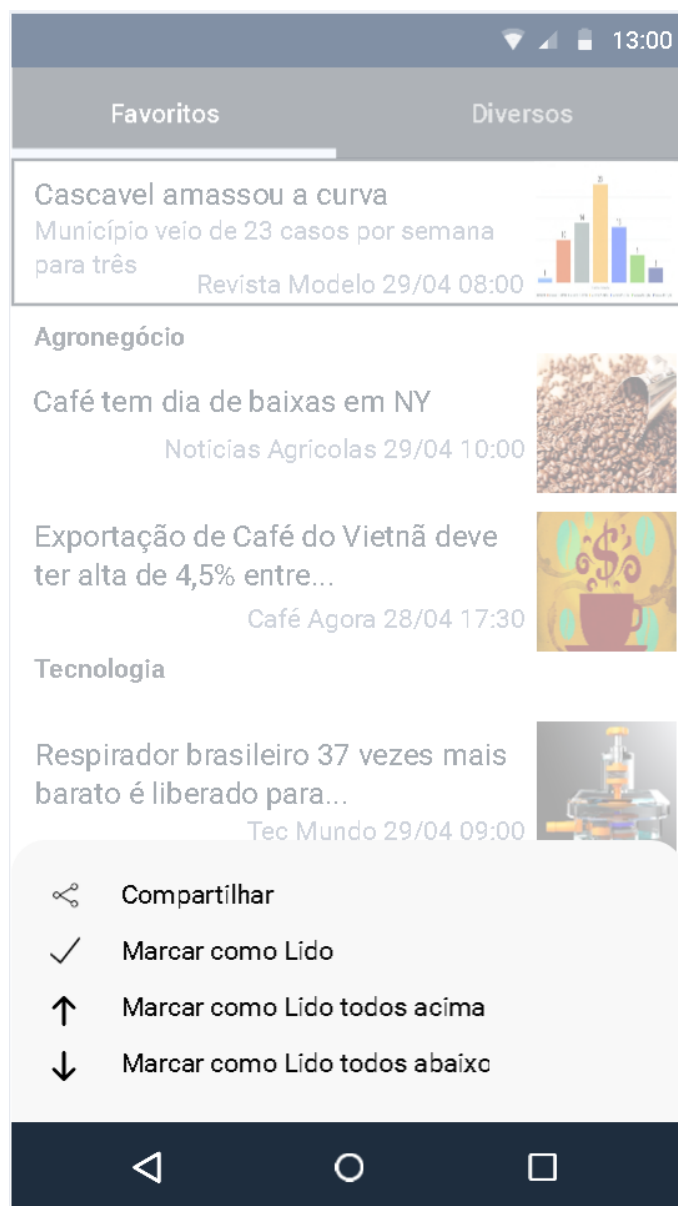 13:00
Favoritos Diversos
Cascavel amassou a curva
Município veio de 23 casos por semana
para três
Revista Modelo 29/04 08:00
Agronegócio
Café tem dia de baixas em NY
Noticias Agricolas 29/04 10:00
Exportação de Café do Vietnã deve
ter alta de 4,5% entre...
Café Agora 28/04 17:30
Tecnologia
Respirador brasileiro 37 vezes mais
barato é liberado para...
Tec Mundo 29/04 09:00
Compartilhar
Marcar como Lído
Marcar como Lído todos acima
Marcar como Lído todos abaixo